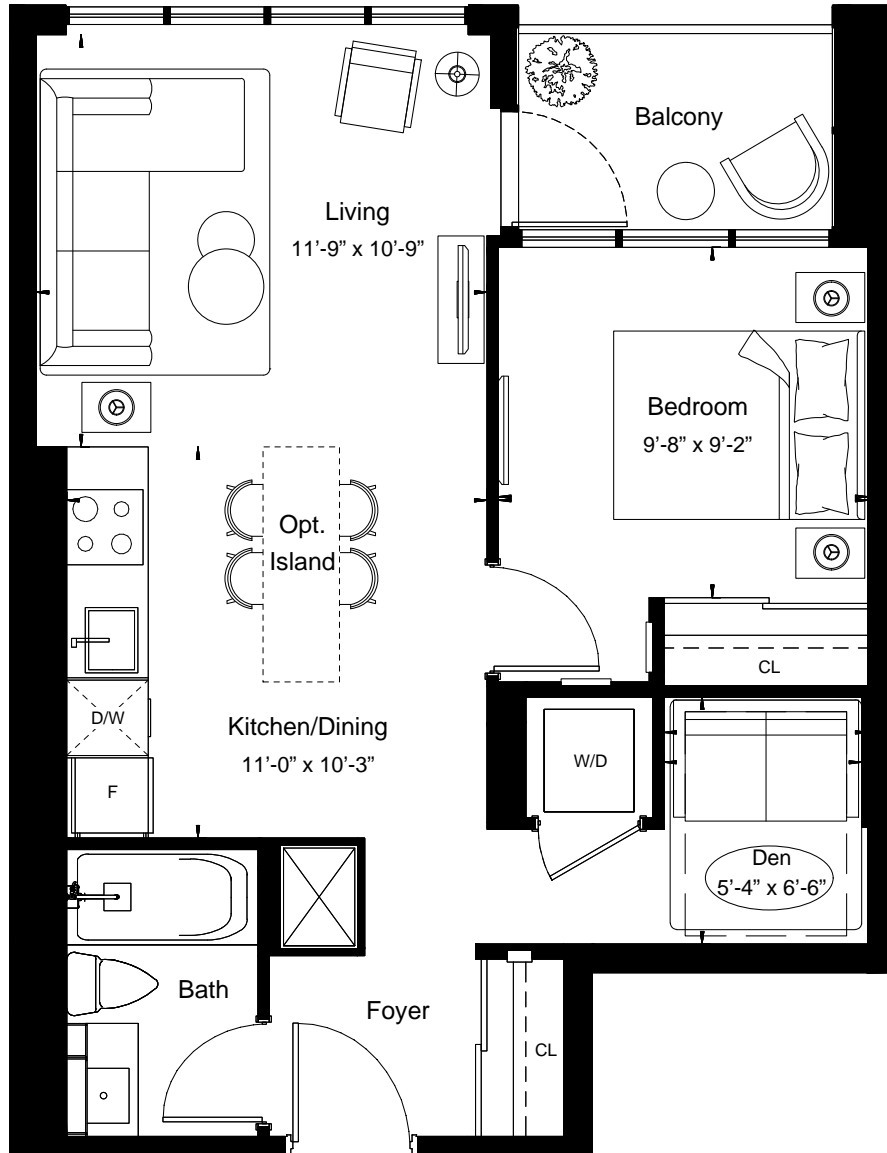 Balcony
Living
11’-9” x 10’-9”
Bedroom
9’-8” x 9’-2”
Opt.
Island
CL
D/W
Kitchen/Dining
11’-0” x 10’-3”
W/D
F
Den
5’-4” x 6’-6”
Bath
Foyer
CL